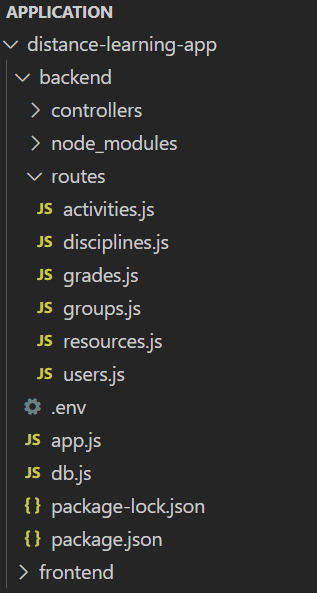 APPLICATION
distance-learning-app
backend
controllers
node_modules
routes
JS activities.js
JS disciplines.js
JS grades.js
JS groups.js
JS resources.js
JS users.js
.env
JS app.js
JS db.js
{} package-lock.json
{} package.json
frontend